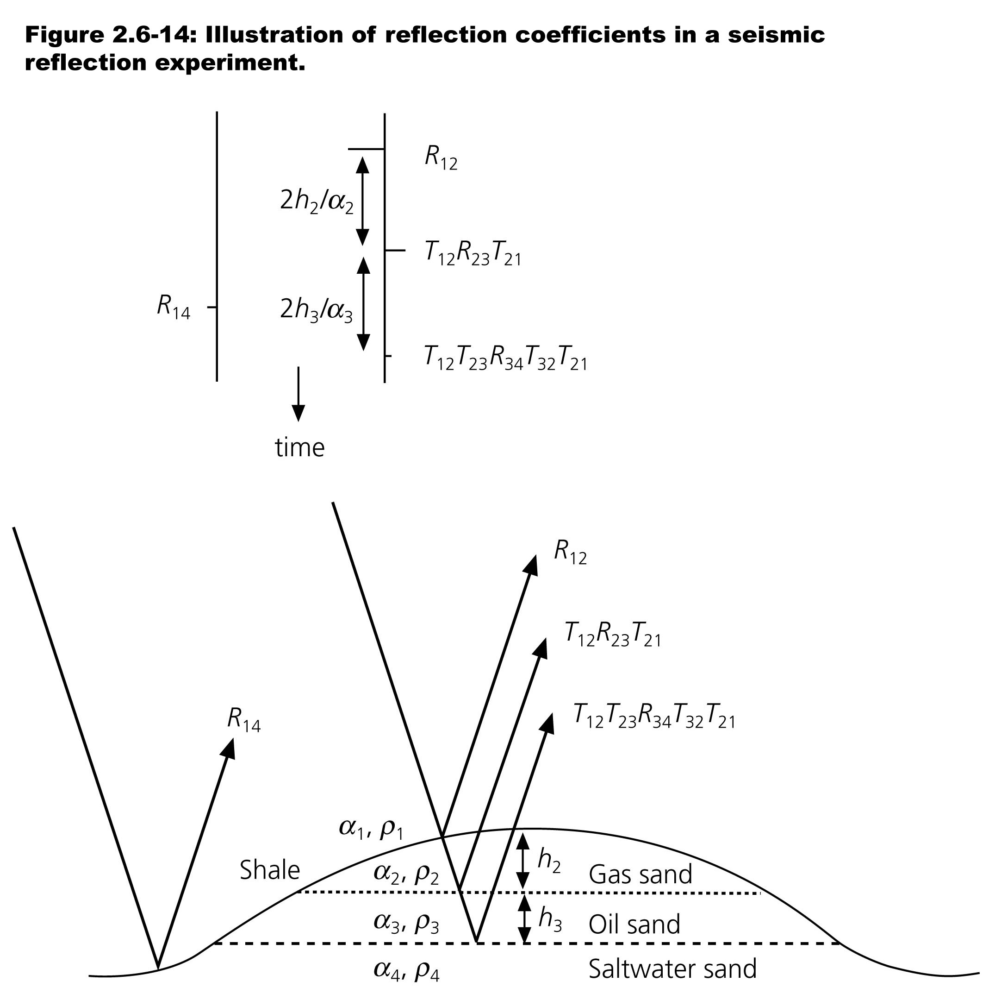 Figure 2.6-14: Illustration of reflection coefficients in a seismic
reflection experiment.
R₁₂
2h₂/α₂
T₁₂R₂₃T₂₁
R₁₄
2h₃/α₃
T₁₂T₂₃R₃₄T₃₂T₂₁
time
R₁₂
T₁₂R₂₃T₂₁
T₁₂T₂₃R₃₄T₃₂T₂₁
R₁₄
α₁, ρ₁
Shale
α₂, ρ₂
h₂
Gas sand
α₃, ρ₃
h₃
Oil sand
α₄, ρ₄
Saltwater sand